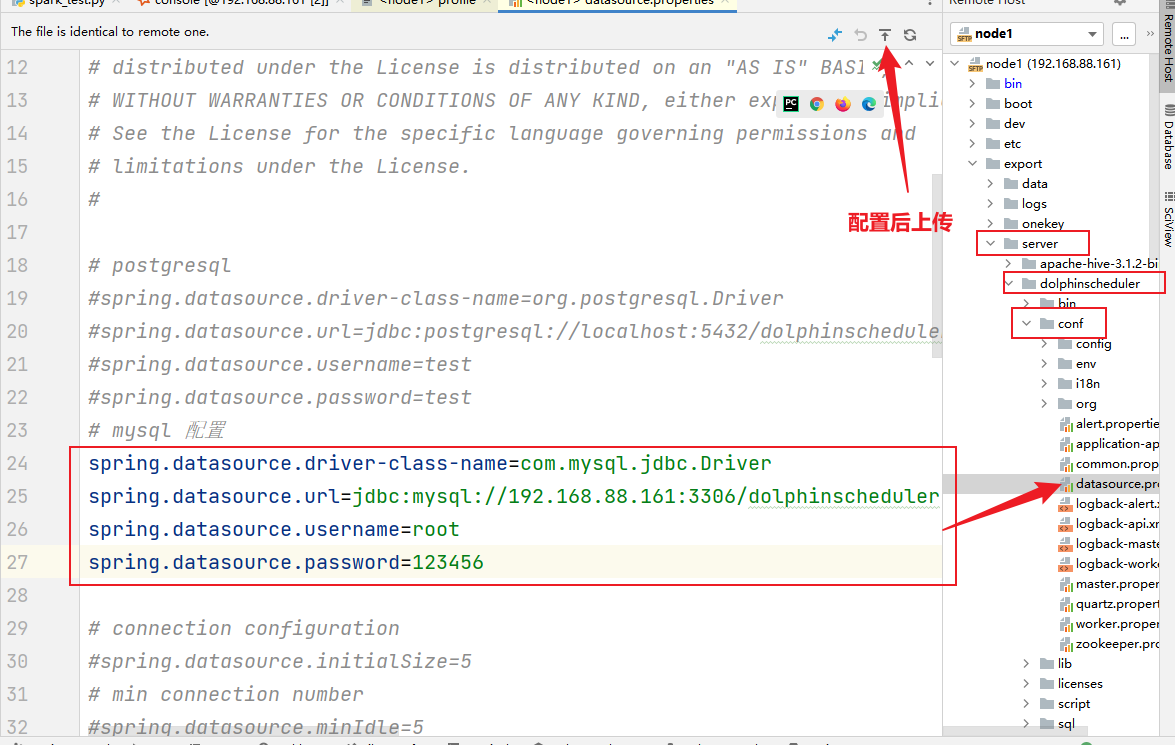 spark_test.py
console [@192.168.88.161 [2]]
<node1> profile
<node1> datasource.properties
Remote Host
The file is identical to remote one.
node1
...
12 # distributed under the License is distributed on an "AS IS" BASI
13 # WITHOUT WARRANTIES OR CONDITIONS OF ANY KIND, either exp implie
14 # See the License for the specific language governing permissions and
15 # limitations under the License.
16 #
17
18 # postgresql
19 #spring.datasource.driver-class-name=org.postgresql.Driver
20 #spring.datasource.url=jdbc:postgresql://localhost:5432/dolphinschedule
21 #spring.datasource.username=test
22 #spring.datasource.password=test
23 # mysql 配置
24 spring.datasource.driver-class-name=com.mysql.jdbc.Driver
25 spring.datasource.url=jdbc:mysql://192.168.88.161:3306/dolphinscheduler
26 spring.datasource.username=root
27 spring.datasource.password=123456
28
29 # connection configuration
30 #spring.datasource.initialSize=5
31 # min connection number
32 #spring.datasource.minIdle=5
PC
配置后上传
SFTP
node1 (192.168.88.161)
SFTP
bin
boot
dev
etc
export
data
logs
onekey
server
apache-hive-3.1.2-bi
dolphinscheduler
bin
conf
config
env
i18n
org
alert.propertie
application-ap
common.prop
datasource.pro
logback-alert.x
logback-api.xm
logback-maste
logback-worke
master.proper
quartz.propert
worker.proper
zookeeper.pro
lib
licenses
script
sql
Remote Host
Database
SciView